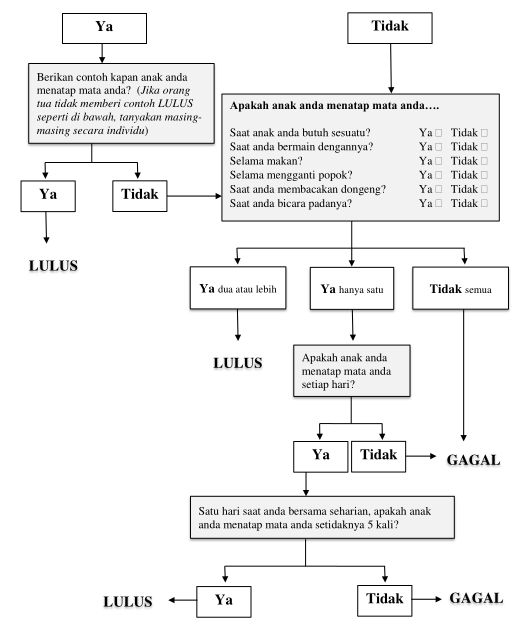 Ya
Tidak
Berikan contoh kapan anak anda
menatap mata anda? (Jika orang
tua tidak memberi contoh LULUS
seperti di bawah, tanyakan masing-
masing secara individu)
Apakah anak anda menatap mata anda….
Saat anak anda butuh sesuatu? Ya □ Tidak □
Saat anda bermain dengannya? Ya □ Tidak □
Selama makan? Ya □ Tidak □
Selama mengganti popok? Ya □ Tidak □
Saat anda membacakan dongeng? Ya □ Tidak □
Saat anda bicara padanya? Ya □ Tidak □
Ya
Tidak
LULUS
Ya dua atau lebih
Ya hanya satu
Tidak semua
LULUS
Apakah anak anda
menatap mata anda
setiap hari?
Ya
Tidak
GAGAL
Satu hari saat anda bersama seharian, apakah anak
anda menatap mata anda setidaknya 5 kali?
LULUS
Ya
Tidak
GAGAL